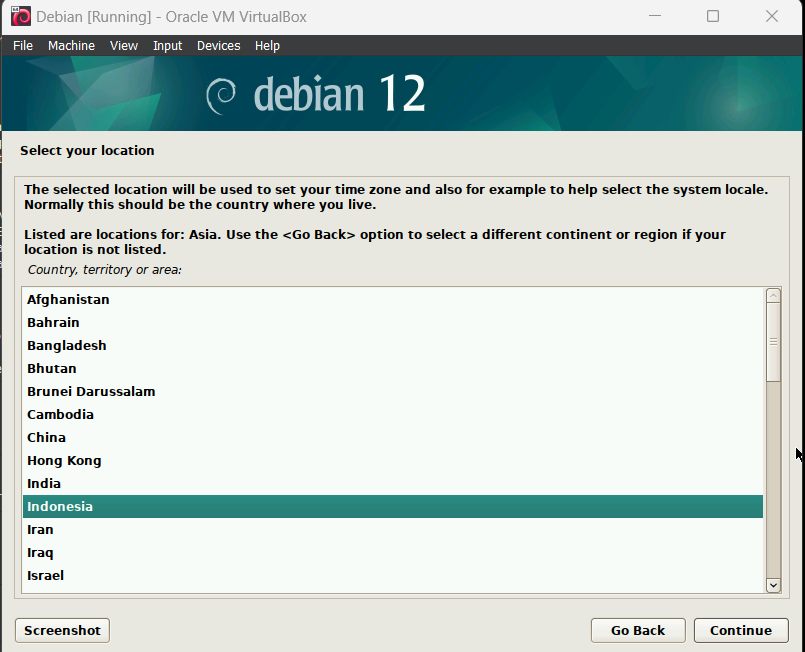 Debian [Running] - Oracle VM VirtualBox
File Machine View Input Devices Help
debian 12
Select your location
The selected location will be used to set your time zone and also for example to help select the system locale.
Normally this should be the country where you live.
Listed are locations for: Asia. Use the <Go Back> option to select a different continent or region if your
location is not listed.
Country, territory or area:
Afghanistan
Bahrain
Bangladesh
Bhutan
Brunei Darussalam
Cambodia
China
Hong Kong
India
Indonesia
Iran
Iraq
Israel
Screenshot Go Back Continue